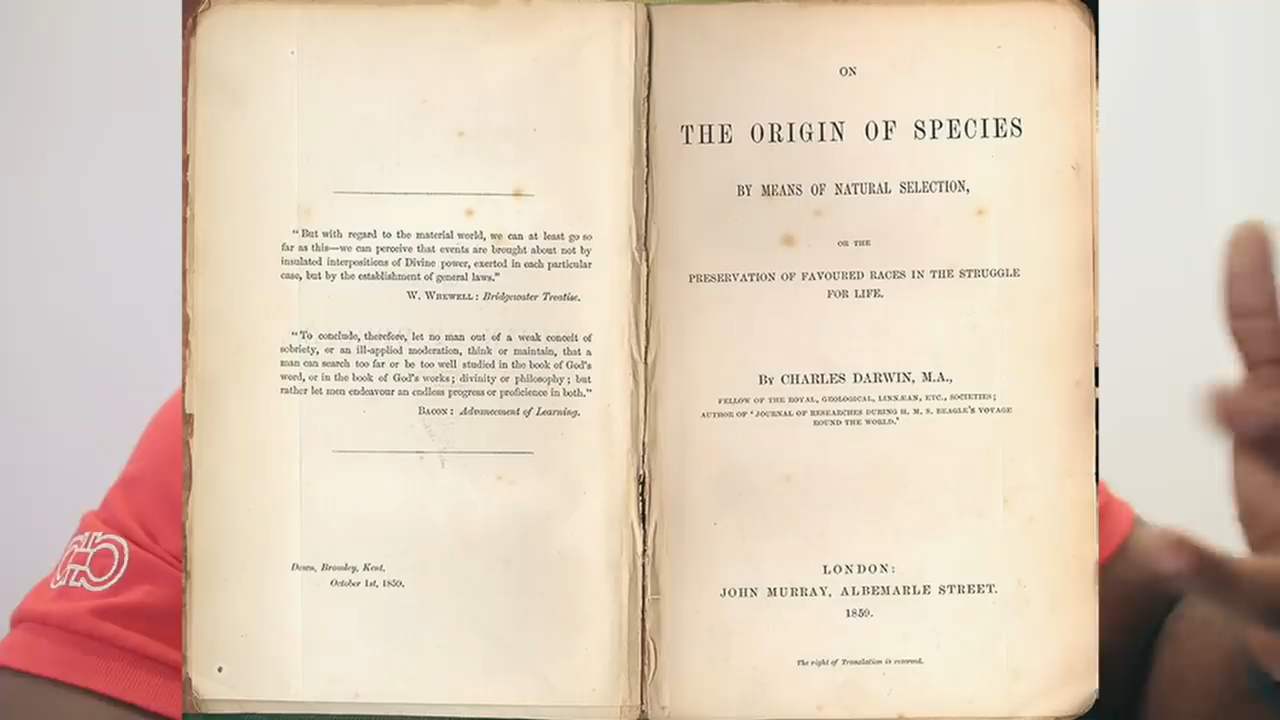 "But with regard to the material world, we can at least go so
far as this—we can perceive that events are brought about not by
insulated interpositions of Divine power, exerted in each particular
case, but by the establishment of general laws."
W. WHEWELL: Bridgewater Treatise.
"To conclude, therefore, let no man out of a weak conceit of
sobriety, or an ill-applied moderation, think or maintain, that a
man can search too far or be too well studied in the book of God's
word, or in the book of God's works; divinity or philosophy; but
rather let men endeavour an endless progress or proficience in both."
BACON: Advancement of Learning.
Down, Bromley, Kent,
October 1st, 1859.
ON
THE ORIGIN OF SPECIES
BY MEANS OF NATURAL SELECTION,
OR THE
PRESERVATION OF FAVOURED RACES IN THE STRUGGLE
FOR LIFE.
BY CHARLES DARWIN, M.A.,
FELLOW OF THE ROYAL, GEOLOGICAL, LINNÆAN, ETC., SOCIETIES;
AUTHOR OF 'JOURNAL OF RESEARCHES DURING H. M. S. BEAGLE'S VOYAGE
ROUND THE WORLD.'
LONDON:
JOHN MURRAY, ALBEMARLE STREET.
1859.
The right of Translation is reserved.